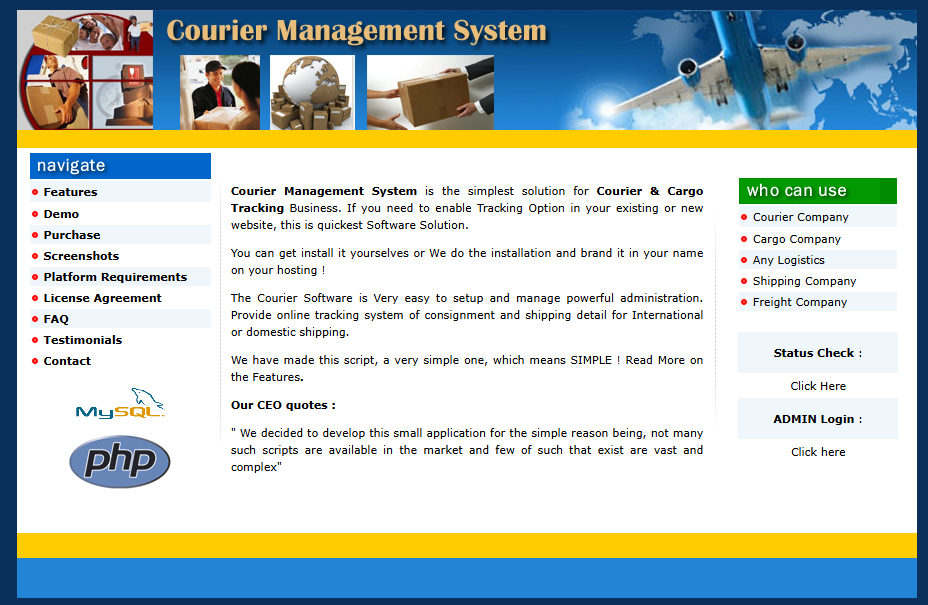 Courier Management System
navigate
Features
Demo
Purchase
Screenshots
Platform Requirements
License Agreement
FAQ
Testimonials
Contact
MySQL
php
Courier Management System is the simplest solution for Courier & Cargo
Tracking Business. If you need to enable Tracking Option in your existing or new
website, this is quickest Software Solution.
You can get install it yourselves or We do the installation and brand it in your name
on your hosting !
The Courier Software is Very easy to setup and manage powerful administration.
Provide online tracking system of consignment and shipping detail for International
or domestic shipping.
We have made this script, a very simple one, which means SIMPLE ! Read More on
the Features.
Our CEO quotes :
" We decided to develop this small application for the simple reason being, not many
such scripts are available in the market and few of such that exist are vast and
complex"
who can use
Courier Company
Cargo Company
Any Logistics
Shipping Company
Freight Company
Status Check :
Click Here
ADMIN Login :
Click here